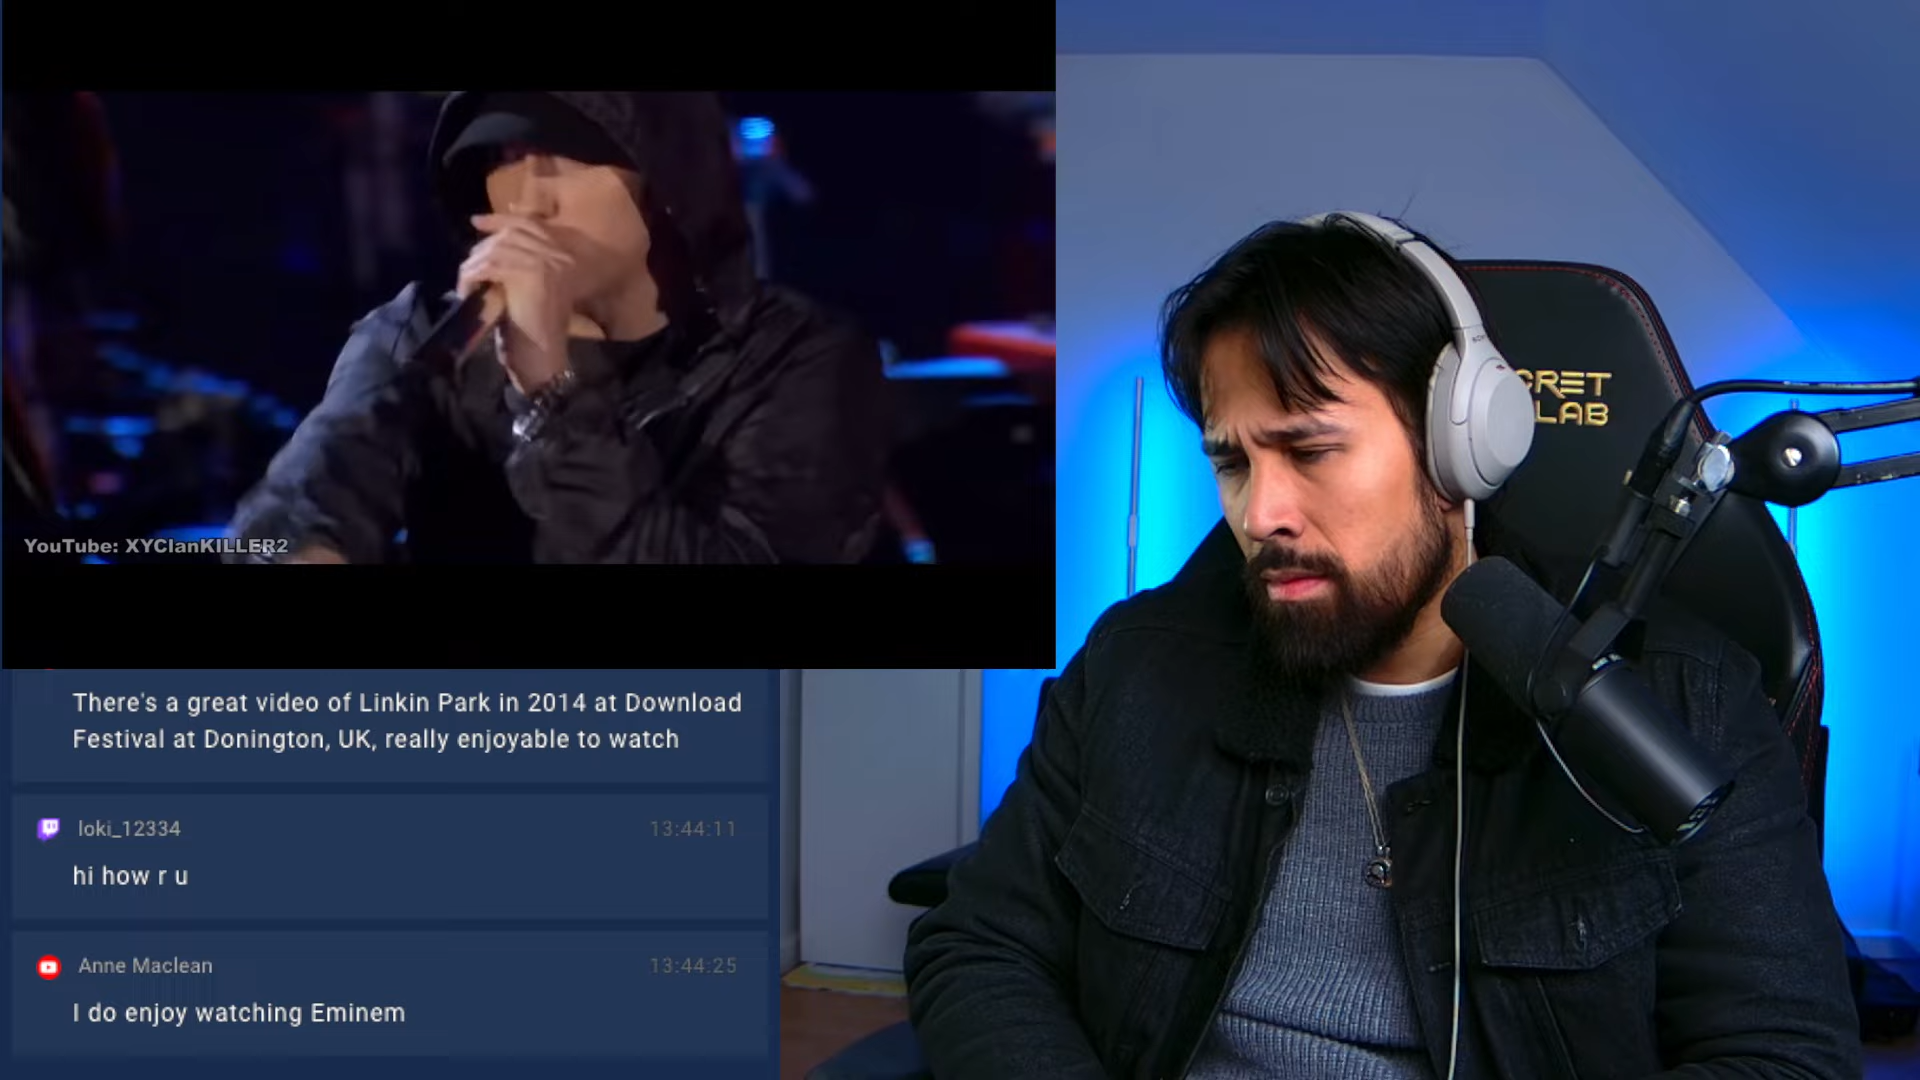 YouTube: XYClanKILLER2
There's a great video of Linkin Park in 2014 at Download
Festival at Donington, UK, really enjoyable to watch
loki_12334 13:44:11
hi how r u
Anne Maclean 13:44:25
I do enjoy watching Eminem
CRET
LAB